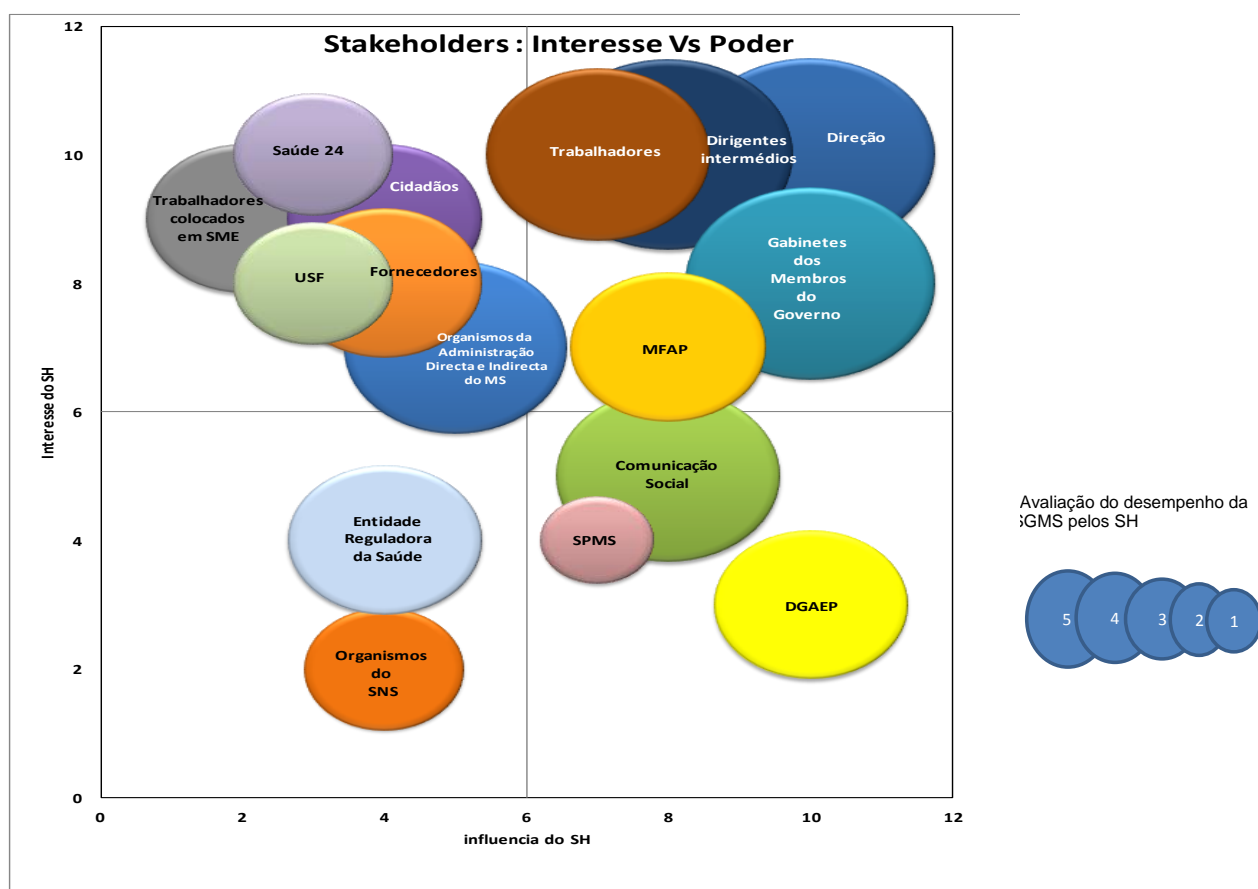 Stakeholders : Interesse Vs Poder
12
10
8
6
4
2
0
Interesse do SH
Saúde 24
Trabalhadores
colocados
em SME
Cidadãos
USF
Fornecedores
Organismos da
Administração
Directa e Indirecta
do MS
Trabalhadores
Dirigentes
intermédios
Direção
Gabinetes
dos
Membros
do
Governo
MFAP
Comunicação
Social
SPMS
DGAEP
Entidade
Reguladora
da Saúde
Organismos
do
SNS
0 2 4 6 8 10 12
influencia do SH
Avaliação do desempenho da
SGMS pelos SH
5 4 3 2 1